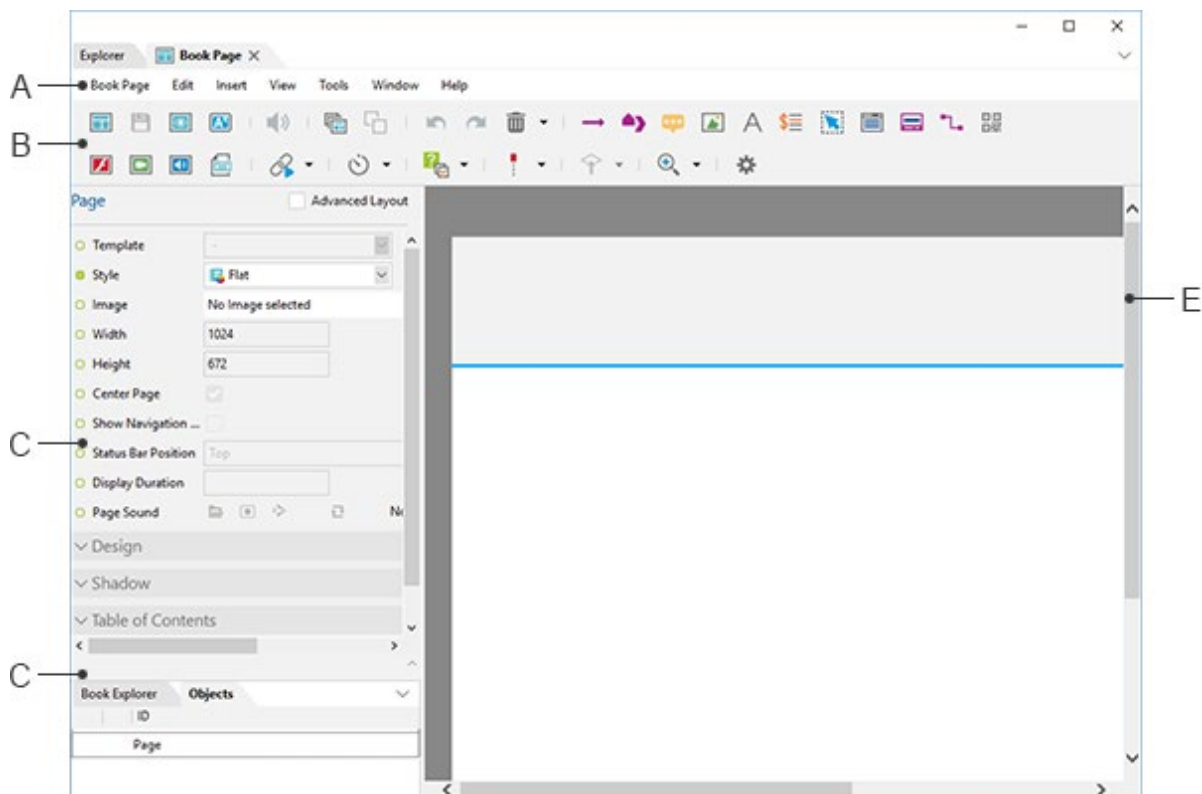 Explorer Book Page
A Book Page Edit Insert View Tools Window Help
B
Page Advanced Layout
Template -
Style Flat
Image No Image selected
E
Width 1024
Height 672
Center Page
Show Navigation ...
C Status Bar Position Top
Display Duration
Page Sound
Design
Shadow
Table of Contents
C
Book Explorer Objects
ID
Page